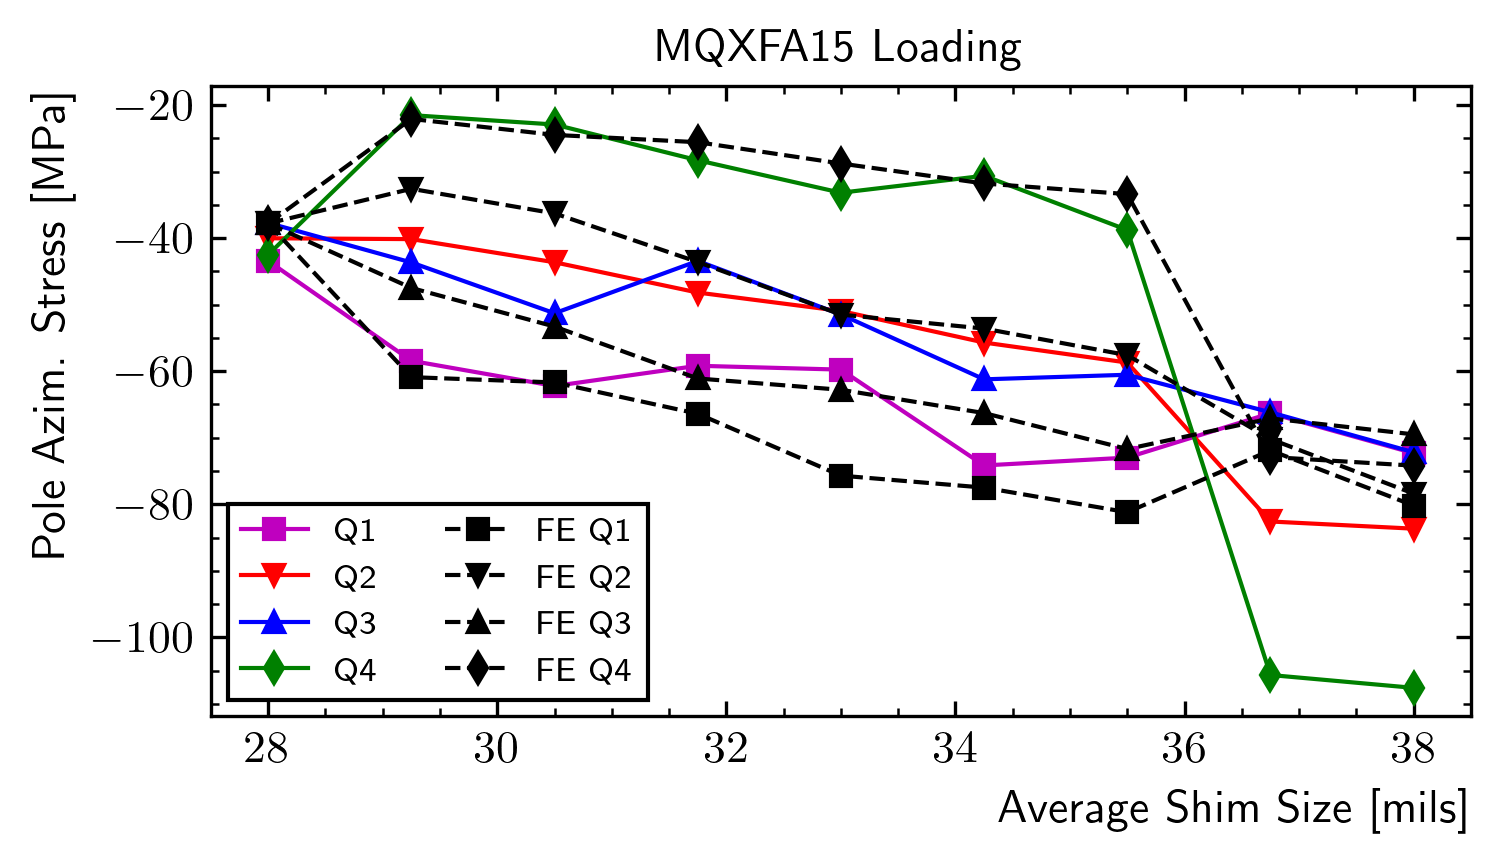 MQXFA15 Loading
Pole Azim. Stress [MPa]
−20
−40
−60
−80
−100
Q1 FE Q1
Q2 FE Q2
Q3 FE Q3
Q4 FE Q4
28 30 32 34 36 38
Average Shim Size [mils]